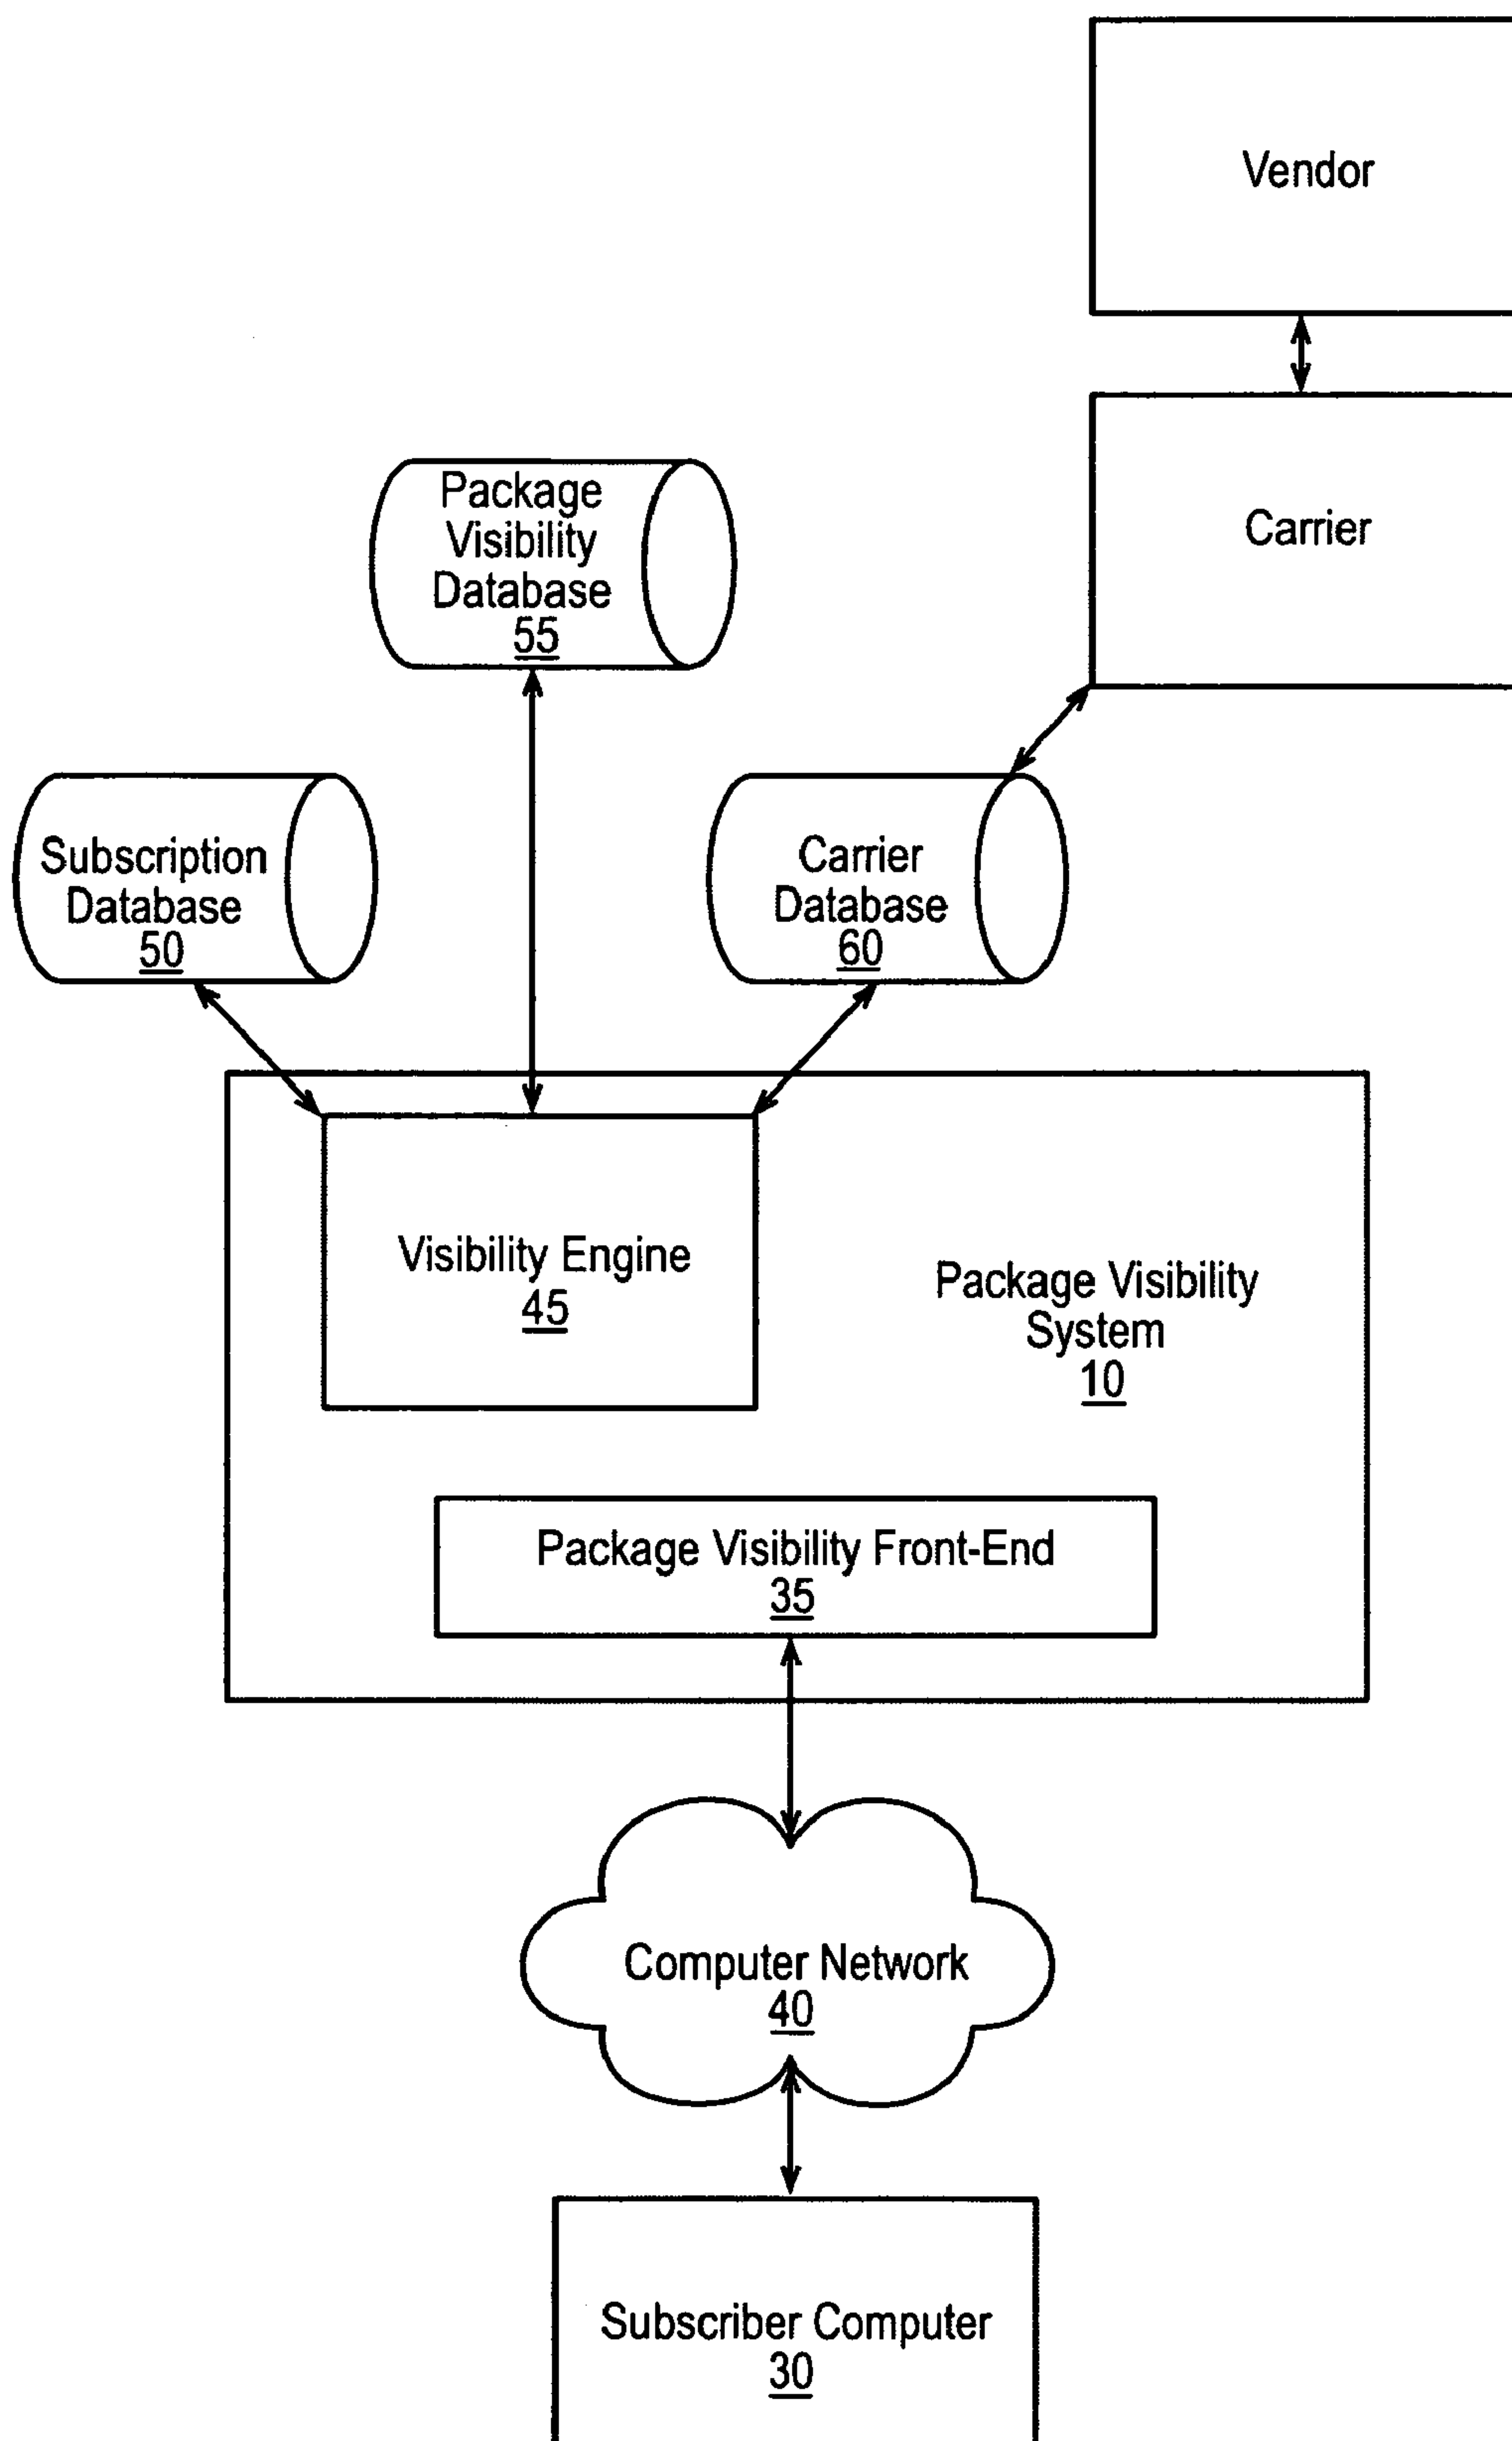 Vendor
Carrier
Package
Visibility
Database
55
Subscription
Database
50
Carrier
Database
60
Visibility Engine
45
Package Visibility
System
10
Package Visibility Front-End
35
Computer Network
40
Subscriber Computer
30